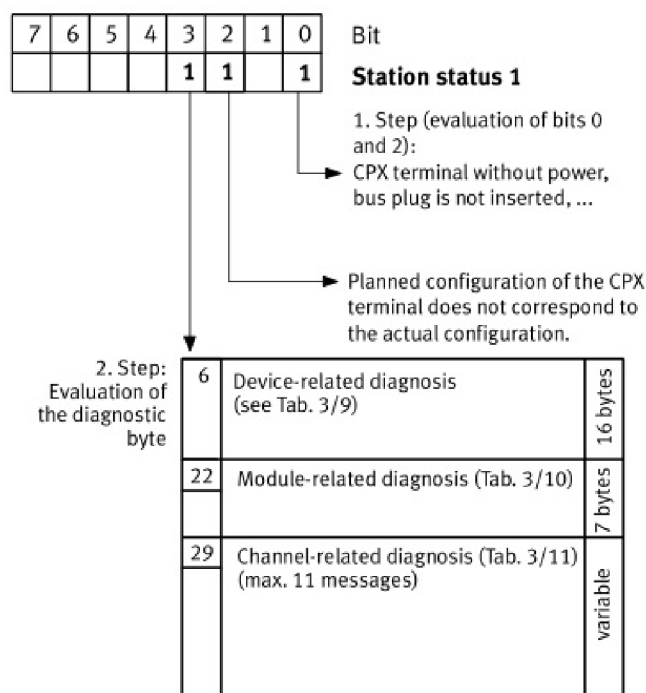 7 6 5 4 3 2 1 0 Bit
1 1 1 Station status 1
1. Step (evaluation of bits 0
and 2):
CPX terminal without power,
bus plug is not inserted, ...
Planned configuration of the CPX
terminal does not correspond to
the actual configuration.
2. Step:
Evaluation of
the diagnostic
byte
6 Device-related diagnosis
(see Tab. 3/9)
16 bytes
22 Module-related diagnosis (Tab. 3/10)
7 bytes
29 Channel-related diagnosis (Tab. 3/11)
(max. 11 messages)
variable